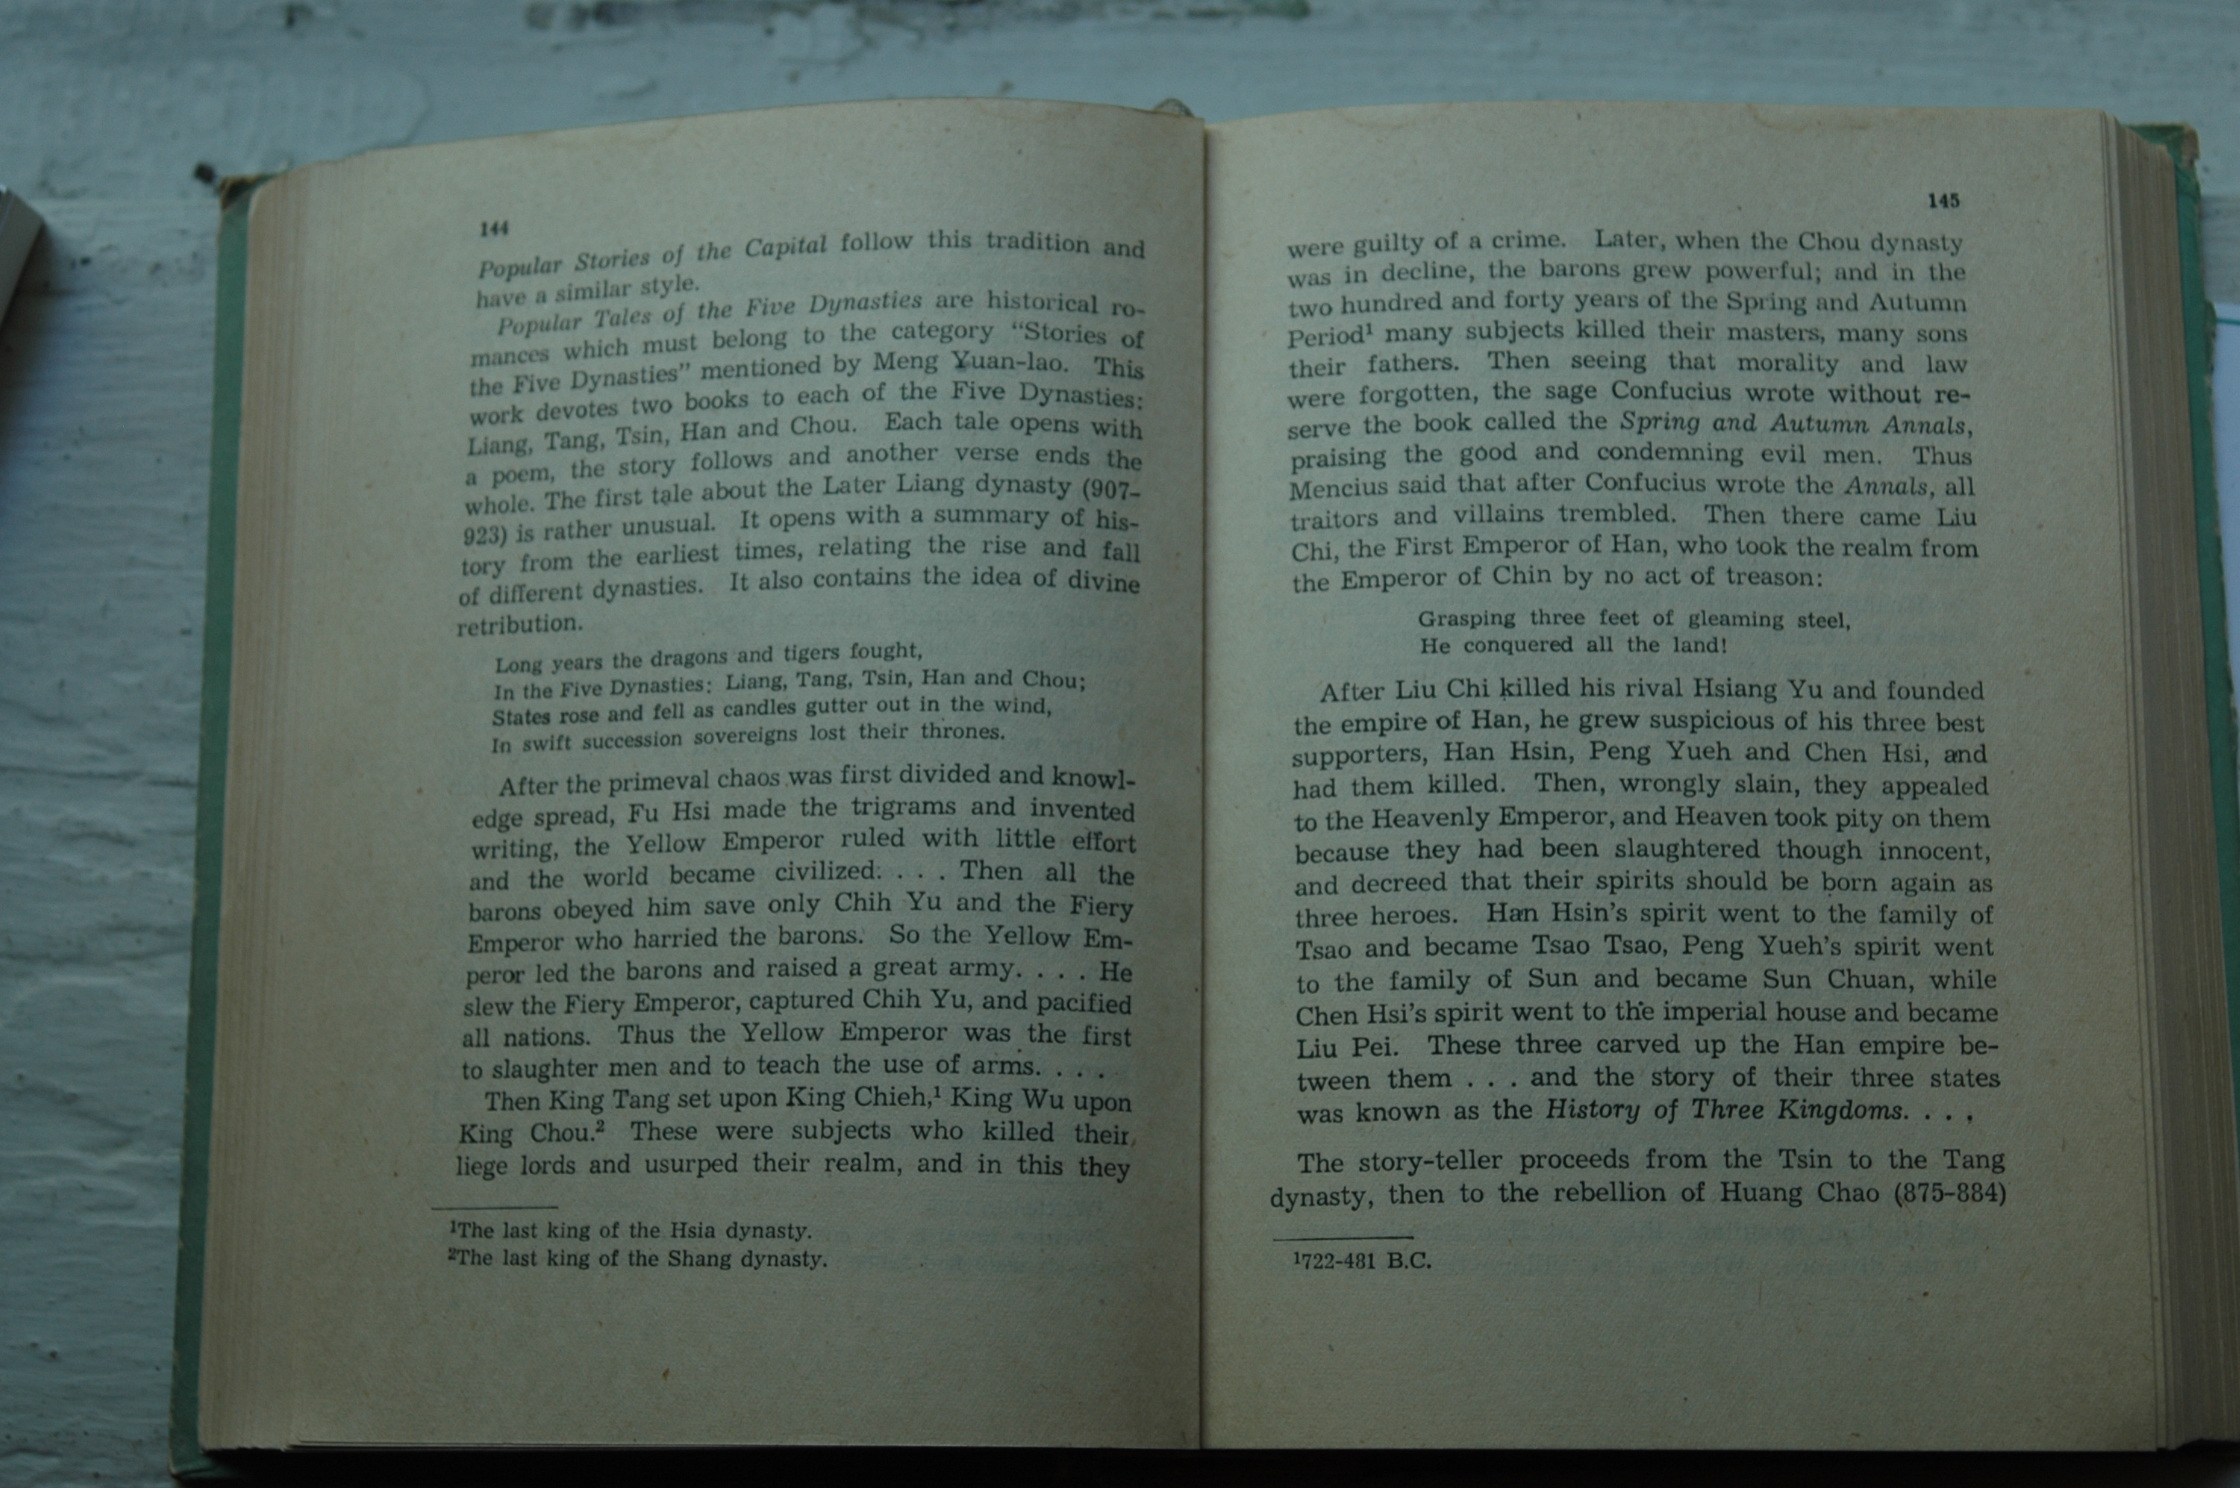 144
Popular Stories of the Capital follow this tradition and
have a similar style.
Popular Tales of the Five Dynasties are historical ro-
mances which must belong to the category "Stories of
the Five Dynasties" mentioned by Meng Yuan-lao. This
work devotes two books to each of the Five Dynasties:
Liang, Tang, Tsin, Han and Chou. Each tale opens with
a poem, the story follows and another verse ends the
whole. The first tale about the Later Liang dynasty (907-
923) is rather unusual. It opens with a summary of his-
tory from the earliest times, relating the rise and fall
of different dynasties. It also contains the idea of divine
retribution.
Long years the dragons and tigers fought,
In the Five Dynasties: Liang, Tang, Tsin, Han and Chou;
States rose and fell as candles gutter out in the wind,
In swift succession sovereigns lost their thrones.
After the primeval chaos was first divided and knowl-
edge spread, Fu Hsi made the trigrams and invented
writing, the Yellow Emperor ruled with little effort
and the world became civilized. . . . Then all the
barons obeyed him save only Chih Yu and the Fiery
Emperor who harried the barons. So the Yellow Em-
peror led the barons and raised a great army. . . . He
slew the Fiery Emperor, captured Chih Yu, and pacified
all nations. Thus the Yellow Emperor was the first
to slaughter men and to teach the use of arms. . . .
Then King Tang set upon King Chieh,¹ King Wu upon
King Chou.² These were subjects who killed their
liege lords and usurped their realm, and in this they
¹The last king of the Hsia dynasty.
²The last king of the Shang dynasty.
145
were guilty of a crime. Later, when the Chou dynasty
was in decline, the barons grew powerful; and in the
two hundred and forty years of the Spring and Autumn
Period¹ many subjects killed their masters, many sons
their fathers. Then seeing that morality and law
were forgotten, the sage Confucius wrote without re-
serve the book called the Spring and Autumn Annals,
praising the good and condemning evil men. Thus
Mencius said that after Confucius wrote the Annals, all
traitors and villains trembled. Then there came Liu
Chi, the First Emperor of Han, who took the realm from
the Emperor of Chin by no act of treason:
Grasping three feet of gleaming steel,
He conquered all the land!
After Liu Chi killed his rival Hsiang Yu and founded
the empire of Han, he grew suspicious of his three best
supporters, Han Hsin, Peng Yueh and Chen Hsi, and
had them killed. Then, wrongly slain, they appealed
to the Heavenly Emperor, and Heaven took pity on them
because they had been slaughtered though innocent,
and decreed that their spirits should be born again as
three heroes. Han Hsin's spirit went to the family of
Tsao and became Tsao Tsao, Peng Yueh's spirit went
to the family of Sun and became Sun Chuan, while
Chen Hsi's spirit went to the imperial house and became
Liu Pei. These three carved up the Han empire be-
tween them . . . and the story of their three states
was known as the History of Three Kingdoms. . . ,
The story-teller proceeds from the Tsin to the Tang
dynasty, then to the rebellion of Huang Chao (875-884)
¹722-481 B.C.